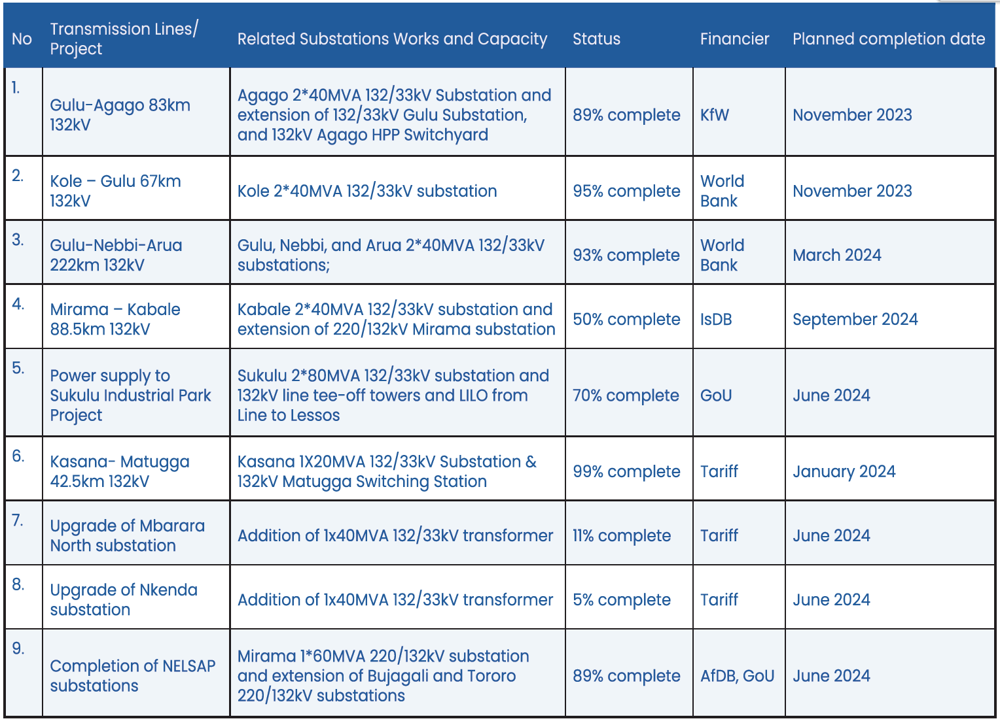 No
Transmission Lines/
Project
Related Substations Works and Capacity
Status
Financier
Planned completion date
1.
Gulu-Agago 83km
132kV
Agago 2*40MVA 132/33kV Substation and
extension of 132/33kV Gulu Substation,
and 132kV Agago HPP Switchyard
89% complete
KfW
November 2023
2.
Kole – Gulu 67km
132kV
Kole 2*40MVA 132/33kV substation
95% complete
World
Bank
November 2023
3.
Gulu-Nebbi-Arua
222km 132kV
Gulu, Nebbi, and Arua 2*40MVA 132/33kV
substations;
93% complete
World
Bank
March 2024
4.
Mirama – Kabale
88.5km 132kV
Kabale 2*40MVA 132/33kV substation and
extension of 220/132kV Mirama substation
50% complete
IsDB
September 2024
5.
Power supply to
Sukulu Industrial Park
Project
Sukulu 2*80MVA 132/33kV substation and
132kV line tee-off towers and LILO from
Line to Lessos
70% complete
GoU
June 2024
6.
Kasana- Matugga
42.5km 132kV
Kasana 1X20MVA 132/33kV Substation &
132kV Matugga Switching Station
99% complete
Tariff
January 2024
7.
Upgrade of Mbarara
North substation
Addition of 1x40MVA 132/33kV transformer
11% complete
Tariff
June 2024
8.
Upgrade of Nkenda
substation
Addition of 1x40MVA 132/33kV transformer
5% complete
Tariff
June 2024
9.
Completion of NELSAP
substations
Mirama 1*60MVA 220/132kV substation
and extension of Bujagali and Tororo
220/132kV substations
89% complete
AfDB, GoU
June 2024